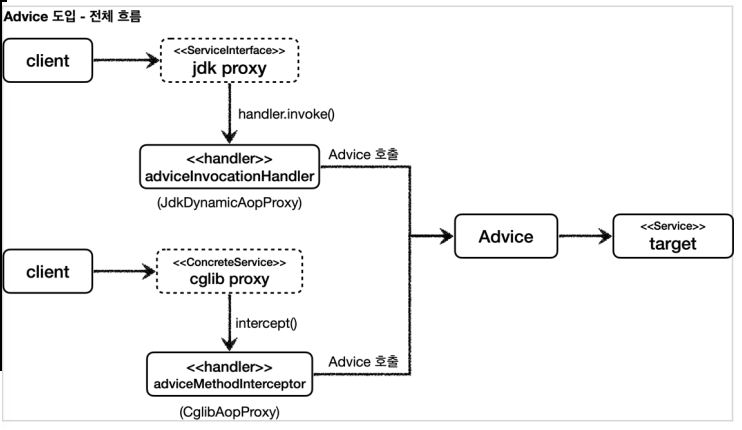 Advice 도입 - 전체 흐름
client
<<ServiceInterface>>
jdk proxy
handler.invoke()
<<handler>>
adviceInvocationHandler
(JdkDynamicAopProxy)
Advice 호출
Advice
<<Service>>
target
client
<<ConcreteService>>
cglib proxy
intercept()
<<handler>>
adviceMethodInterceptor
(CglibAopProxy)
Advice 호출